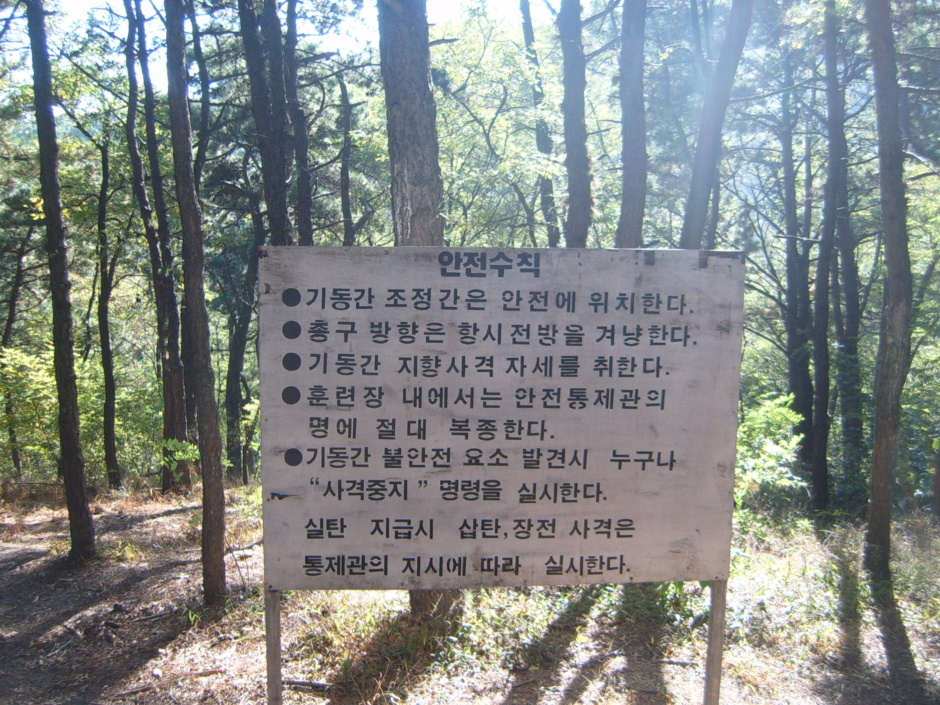 안전수칙
●기동간 조정간은 안전에 위치한다.
●총구 방향은 항시전방을 겨냥한다.
●기동간 지향사격 자세를 취한다.
●훈련장 내에서는 안전통제관의
명에 절대 복종한다.
●기동간 불안전 요소 발견시 누구나
“사격중지” 명령을 실시한다.
실탄 지급시 삽탄,장전 사격은
통제관의 지시에 따라 실시한다.